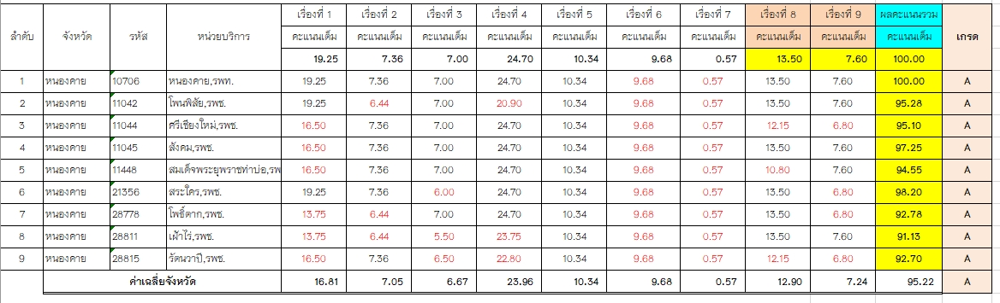 ลำดับ จังหวัด รหัส หน่วยบริการ เรื่องที่ 1 เรื่องที่ 2 เรื่องที่ 3 เรื่องที่ 4 เรื่องที่ 5 เรื่องที่ 6 เรื่องที่ 7 เรื่องที่ 8 เรื่องที่ 9 ผลคะแนนรวม เกรด
คะแนนเต็ม คะแนนเต็ม คะแนนเต็ม คะแนนเต็ม คะแนนเต็ม คะแนนเต็ม คะแนนเต็ม คะแนนเต็ม คะแนนเต็ม คะแนนเต็ม
19.25 7.36 7.00 24.70 10.34 9.68 0.57 13.50 7.60 100.00
1 หนองคาย 10706 หนองคาย,รพท. 19.25 7.36 7.00 24.70 10.34 9.68 0.57 13.50 7.60 100.00 A
2 หนองคาย 11042 โพนพิสัย,รพช. 19.25 6.44 7.00 20.90 10.34 9.68 0.57 13.50 7.60 95.28 A
3 หนองคาย 11044 ศรีเชียงใหม่,รพช. 16.50 7.36 7.00 24.70 10.34 9.68 0.57 12.15 6.80 95.10 A
4 หนองคาย 11045 สังคม,รพช. 16.50 7.36 7.00 24.70 10.34 9.68 0.57 13.50 7.60 97.25 A
5 หนองคาย 11448 สมเด็จพระยุพราชท่าบ่อ,รพ 16.50 7.36 7.00 24.70 10.34 9.68 0.57 10.80 7.60 94.55 A
6 หนองคาย 21356 สระใคร,รพช. 19.25 7.36 6.00 24.70 10.34 9.68 0.57 13.50 6.80 98.20 A
7 หนองคาย 28778 โพธิ์ตาก,รพช. 13.75 6.44 7.00 24.70 10.34 9.68 0.57 13.50 6.80 92.78 A
8 หนองคาย 28811 เฝ้าไร่,รพช. 13.75 6.44 5.50 23.75 10.34 9.68 0.57 13.50 7.60 91.13 A
9 หนองคาย 28815 รัตนวาปี,รพช. 16.50 7.36 6.50 22.80 10.34 9.68 0.57 12.15 6.80 92.70 A
ค่าเฉลี่ยจังหวัด 16.81 7.05 6.67 23.96 10.34 9.68 0.57 12.90 7.24 95.22 A